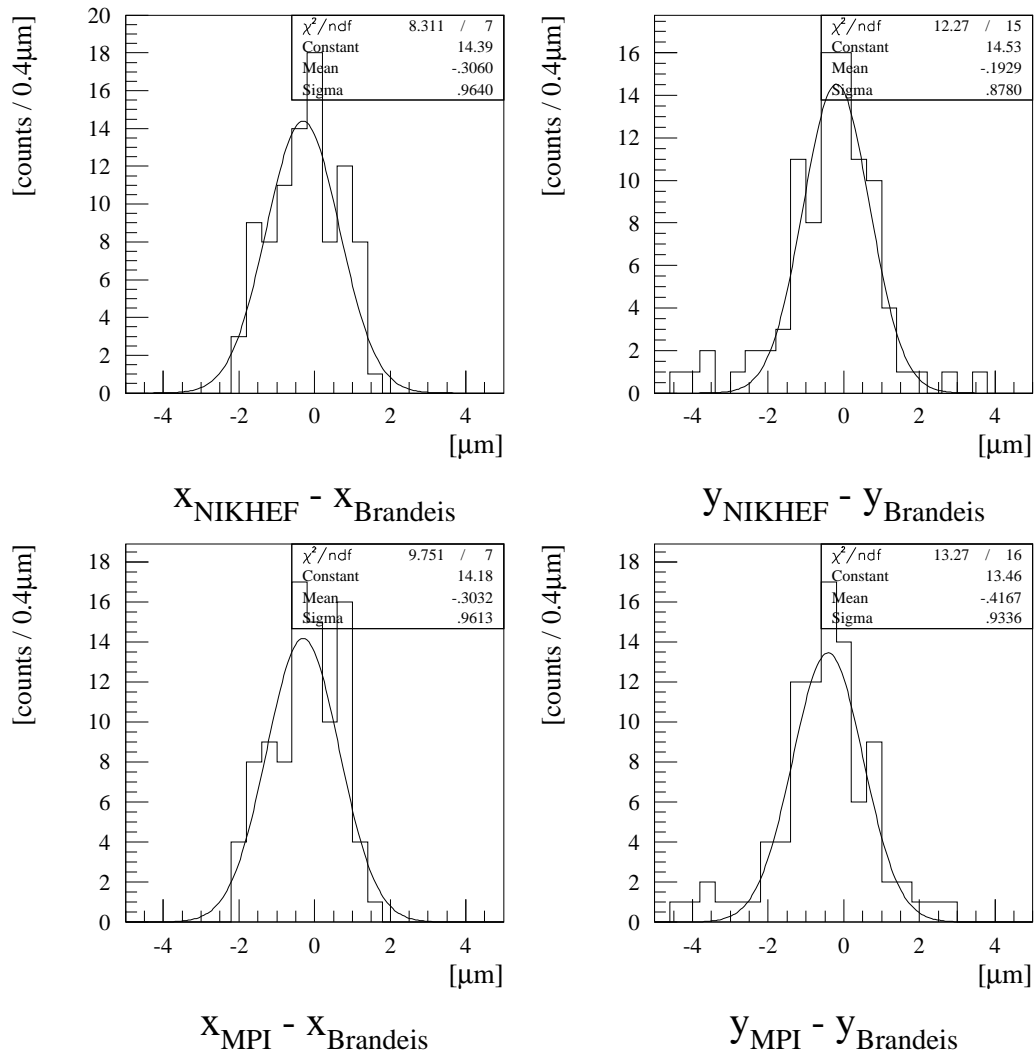 [counts / 0.4μm]
20
18
16
14
12
10
8
6
4
2
0
χ²/ndf 8.311 / 7
Constant 14.39
Mean -.3060
Sigma .9640
-4 -2 0 2 4
[μm]
x_NIKHEF - x_Brandeis
[counts / 0.4μm]
16
14
12
10
8
6
4
2
0
χ²/ndf 12.27 / 15
Constant 14.53
Mean -.1929
Sigma .8780
-4 -2 0 2 4
[μm]
y_NIKHEF - y_Brandeis
[counts / 0.4μm]
18
16
14
12
10
8
6
4
2
0
χ²/ndf 9.751 / 7
Constant 14.18
Mean -.3032
Sigma .9613
-4 -2 0 2 4
[μm]
x_MPI - x_Brandeis
[counts / 0.4μm]
18
16
14
12
10
8
6
4
2
0
χ²/ndf 13.27 / 16
Constant 13.46
Mean -.4167
Sigma .9336
-4 -2 0 2 4
[μm]
y_MPI - y_Brandeis